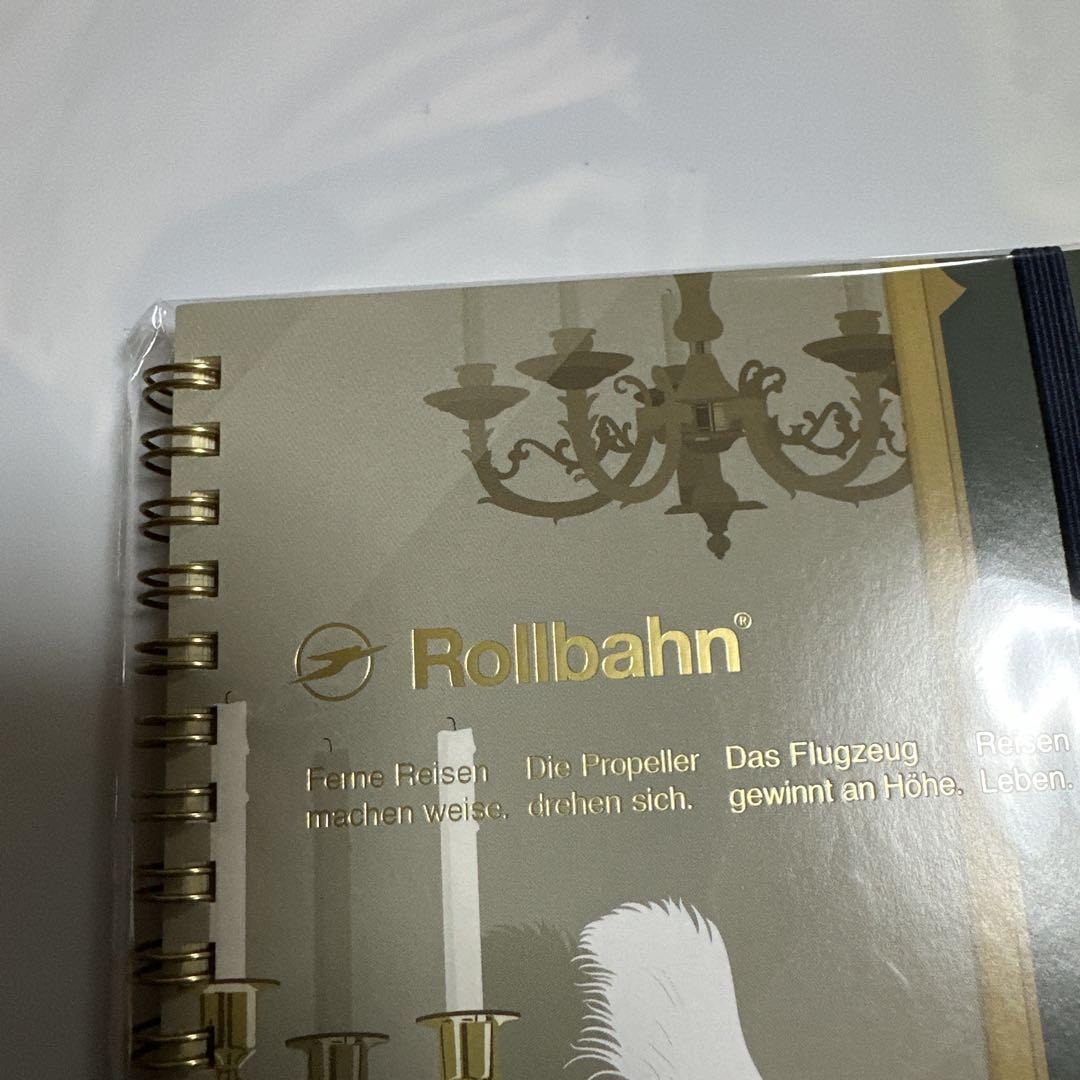 Rollbahn®
Ferne Reisen
machen weise.
Die Propeller
drehen sich.
Das Flugzeug
gewinnt an Höhe.
Reisen
Leben.